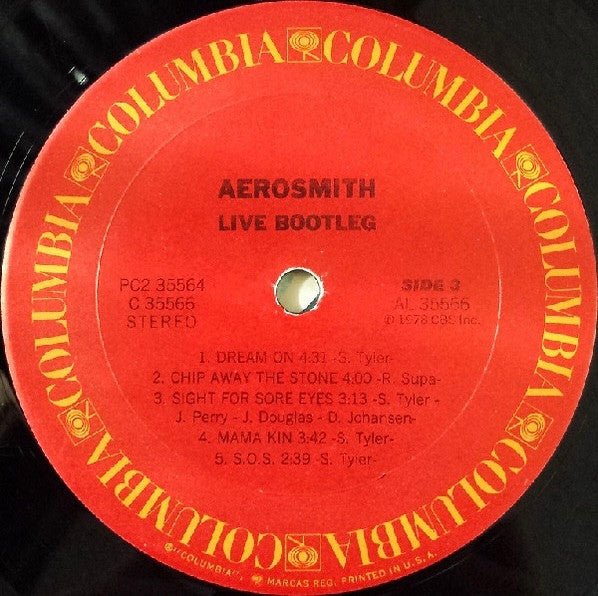 COLUMBIA COLUMBIA COLUMBIA COLUMBIA COLUMBIA COLUMBIA
AEROSMITH
LIVE BOOTLEG
PC2 35564
C 35566
STEREO
SIDE 3
AL 35566
℗ 1978 CBS Inc.
1. DREAM ON 4:31 -S. Tyler-
2. CHIP AWAY THE STONE 4:00 -R. Supa-
3. SIGHT FOR SORE EYES 3:13 -S. Tyler -
J. Perry - J. Douglas - D. Johansen-
4. MAMA KIN 3:42 -S. Tyler-
5. S.O.S. 2:39 -S. Tyler-
"COLUMBIA", MARCAS REG. PRINTED IN U.S.A.